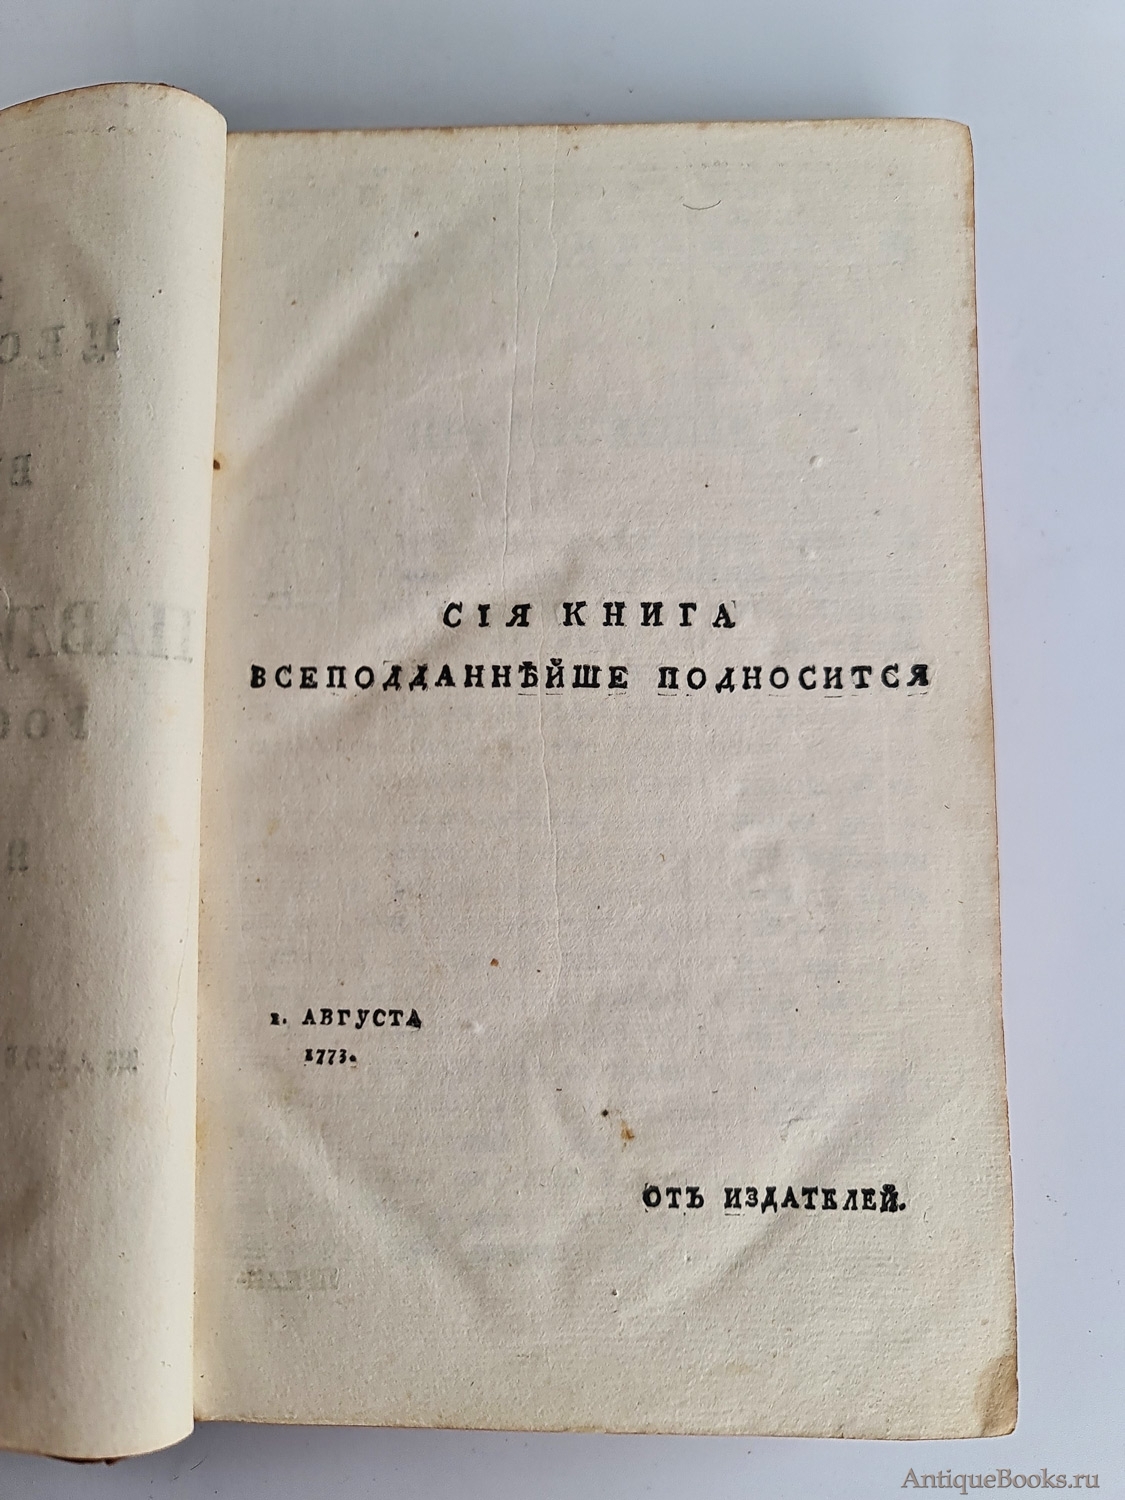 СІЯ КНИГА
ВСЕПОДДАННѢЙШЕ ПОДНОСИТСЯ
1. АВГУСТА
1773.
ОТЪ ИЗДАТЕЛЕЙ.
AntiqueBooks.ru